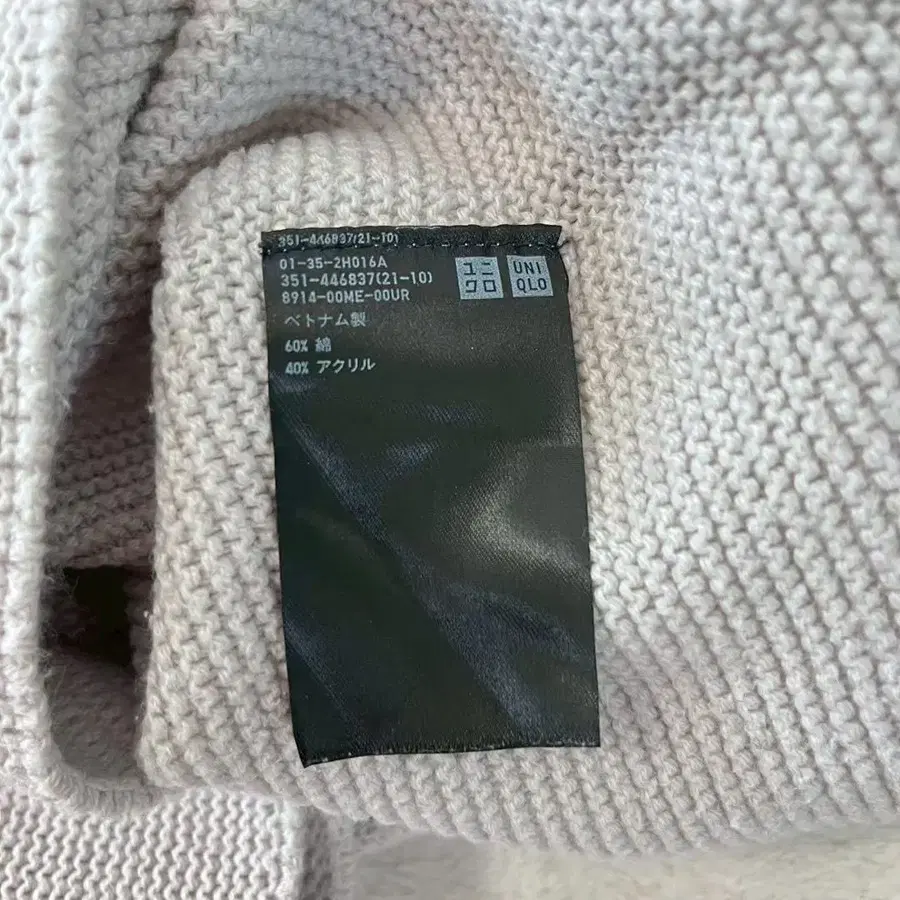 351-446837(21-10)
01-35-2H016A
351-446837(21-10)
8914-00ME-00UR
ユニ
クロ
UNI
QLO
ベトナム製
60% 綿
40% アクリル